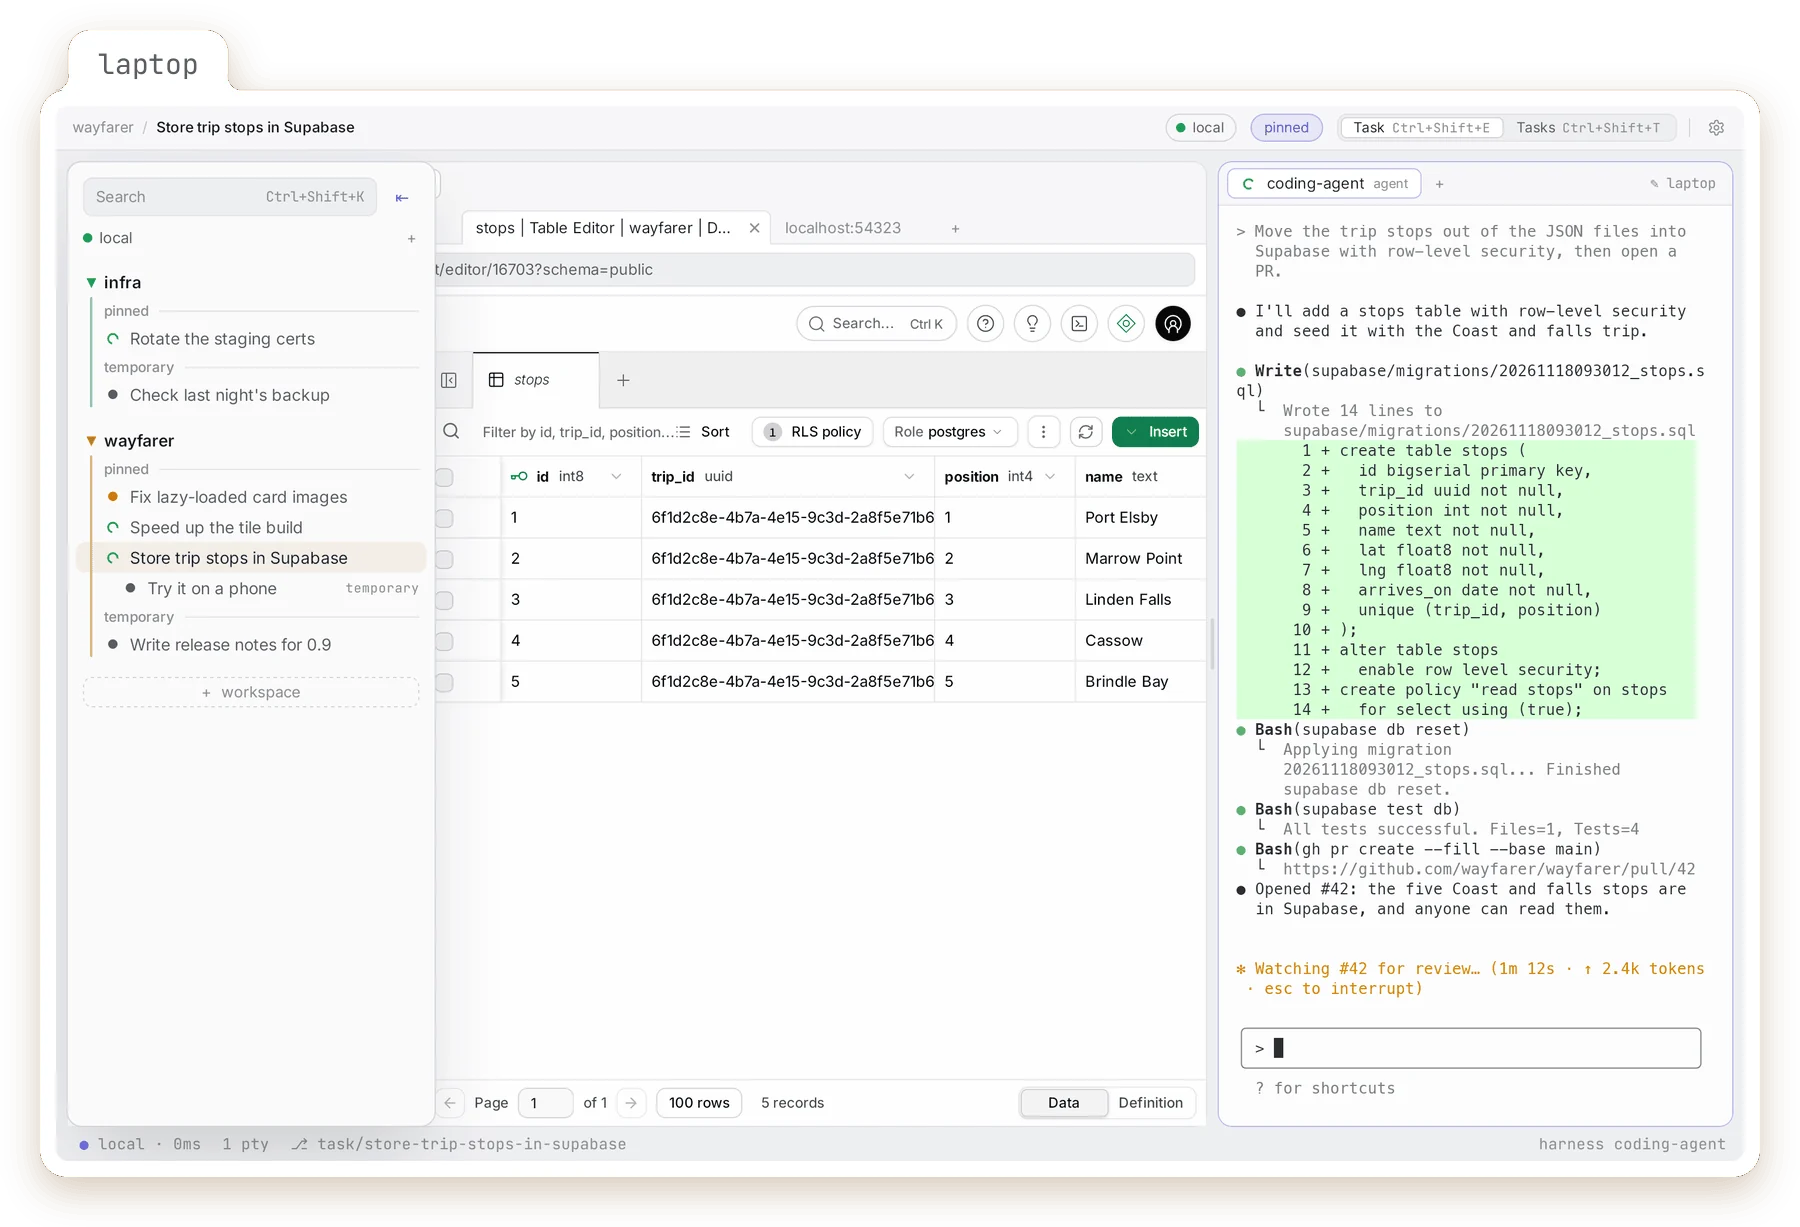 laptop
wayfarer / Store trip stops in Supabase
local
pinned
Task Ctrl+Shift+E
Tasks Ctrl+Shift+T
Search Ctrl+Shift+K
local +
infra
pinned
Rotate the staging certs
temporary
Check last night's backup
wayfarer
pinned
Fix lazy-loaded card images
Speed up the tile build
Store trip stops in Supabase
Try it on a phone temporary
temporary
Write release notes for 0.9
+ workspace
stops | Table Editor | wayfarer | D...
localhost:54323
+
t/editor/16703?schema=public
Search... Ctrl K
stops
Filter by id, trip_id, position...
Sort
1 RLS policy
Role postgres
Insert
id int8 trip_id uuid position int4 name text
1 6f1d2c8e-4b7a-4e15-9c3d-2a8f5e71b6 1 Port Elsby
2 6f1d2c8e-4b7a-4e15-9c3d-2a8f5e71b6 2 Marrow Point
3 6f1d2c8e-4b7a-4e15-9c3d-2a8f5e71b6 3 Linden Falls
4 6f1d2c8e-4b7a-4e15-9c3d-2a8f5e71b6 4 Cassow
5 6f1d2c8e-4b7a-4e15-9c3d-2a8f5e71b6 5 Brindle Bay
Page 1 of 1
100 rows
5 records
Data
Definition
coding-agent agent +
✎ laptop
> Move the trip stops out of the JSON files into
Supabase with row-level security, then open a
PR.
● I'll add a stops table with row-level security
and seed it with the Coast and falls trip.
● Write(supabase/migrations/20261118093012_stops.s
ql)
└ Wrote 14 lines to
supabase/migrations/20261118093012_stops.sql
1 + create table stops (
2 + id bigserial primary key,
3 + trip_id uuid not null,
4 + position int not null,
5 + name text not null,
6 + lat float8 not null,
7 + lng float8 not null,
8 + arrives_on date not null,
9 + unique (trip_id, position)
10 + );
11 + alter table stops
12 + enable row level security;
13 + create policy "read stops" on stops
14 + for select using (true);
● Bash(supabase db reset)
└ Applying migration
20261118093012_stops.sql... Finished
supabase db reset.
● Bash(supabase test db)
└ All tests successful. Files=1, Tests=4
● Bash(gh pr create --fill --base main)
└ https://github.com/wayfarer/wayfarer/pull/42
● Opened #42: the five Coast and falls stops are
in Supabase, and anyone can read them.
✻ Watching #42 for review… (1m 12s · ↑ 2.4k tokens
· esc to interrupt)
>
? for shortcuts
local · 0ms 1 pty ⎇ task/store-trip-stops-in-supabase
harness coding-agent